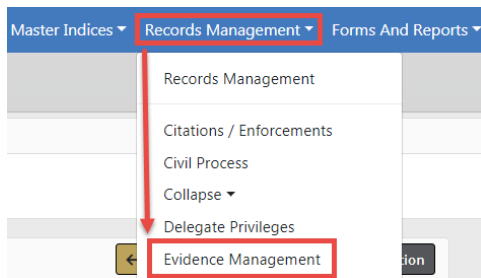 Master Indices Records Management Forms And Reports
Records Management
Citations / Enforcements
Civil Process
Collapse
Delegate Privileges
Evidence Management